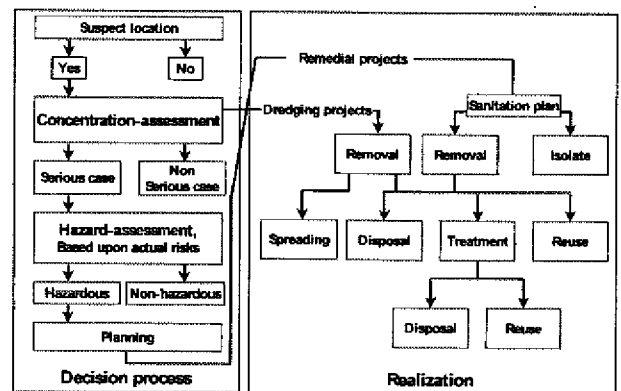 Suspect location
Yes
No
Concentration-assessment
Serious case
Non
Serious case
Hazard-assessment,
Based upon actual risks
Hazardous
Non-hazardous
Planning
Decision process
Remedial projects
Sanitation plan
Dredging projects
Removal
Removal
Isolate
Spreading
Disposal
Treatment
Reuse
Disposal
Reuse
Realization